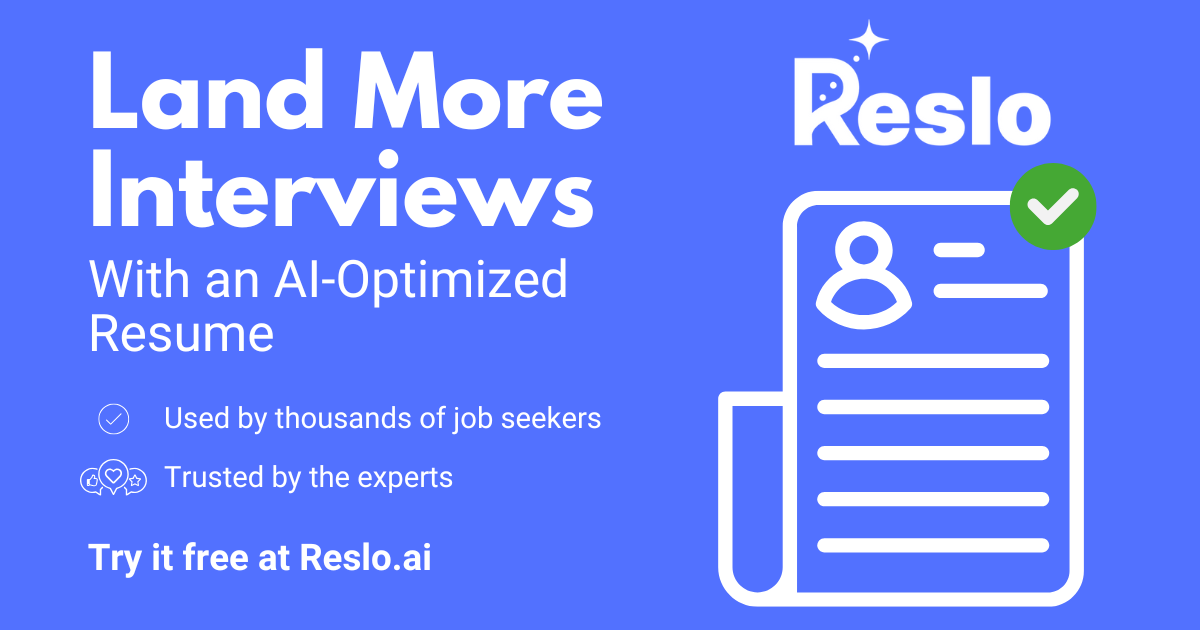 Land More
Interviews
With an AI-Optimized
Resume
Used by thousands of job seekers
Trusted by the experts
Try it free at Reslo.ai
Reslo